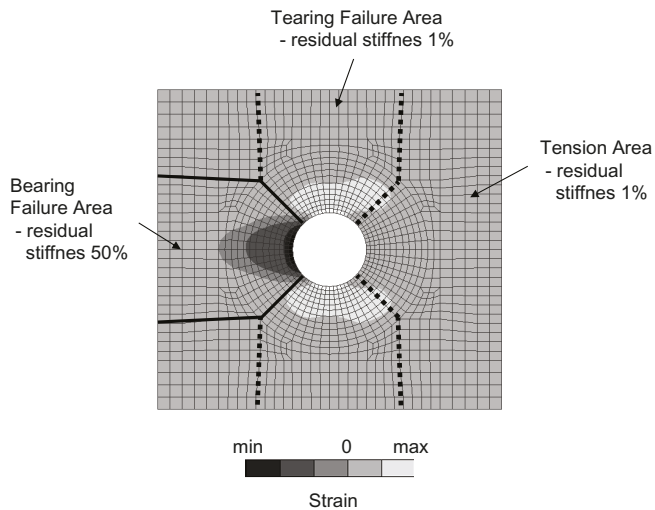 Tearing Failure Area
- residual stiffnes 1%
Tension Area
- residual
stiffnes 1%
Bearing
Failure Area
- residual
stiffnes 50%
min 0 max
Strain